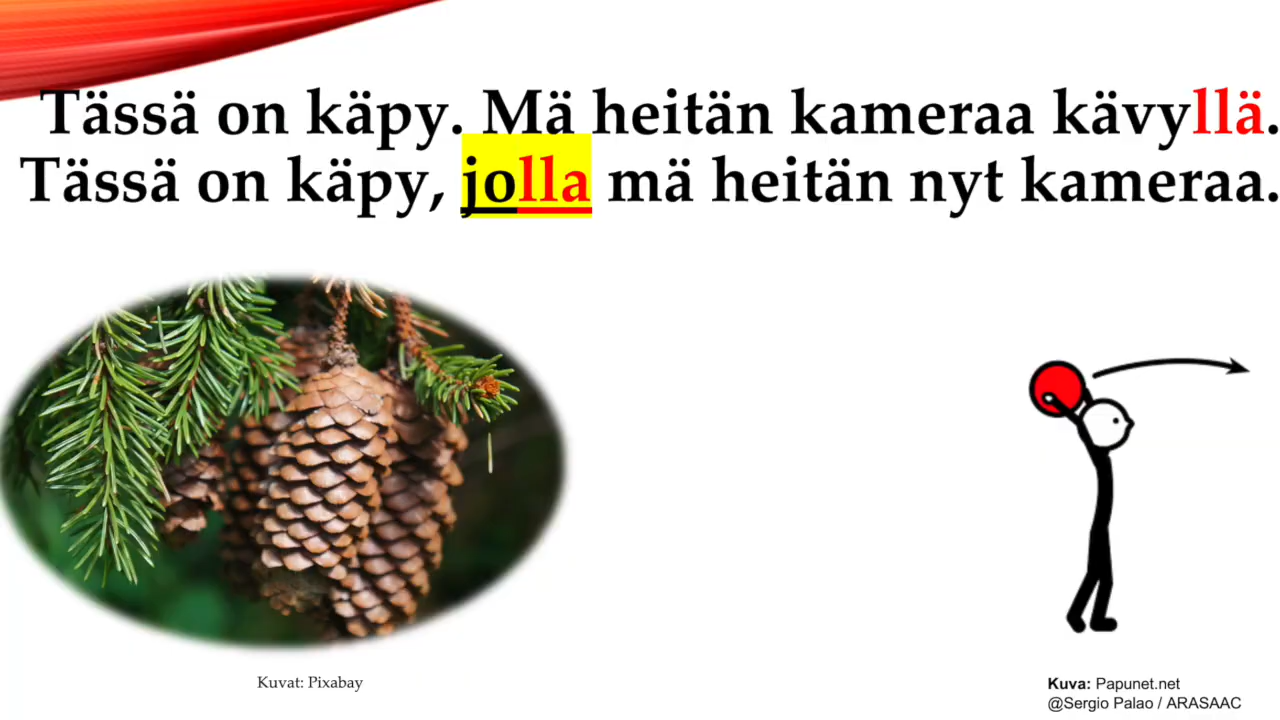 Tässä on käpy. Mä heitän kameraa kävyllä.
Tässä on käpy, jolla mä heitän nyt kameraa.
Kuvat: Pixabay
Kuva: Papunet.net
@Sergio Palao / ARASAAC